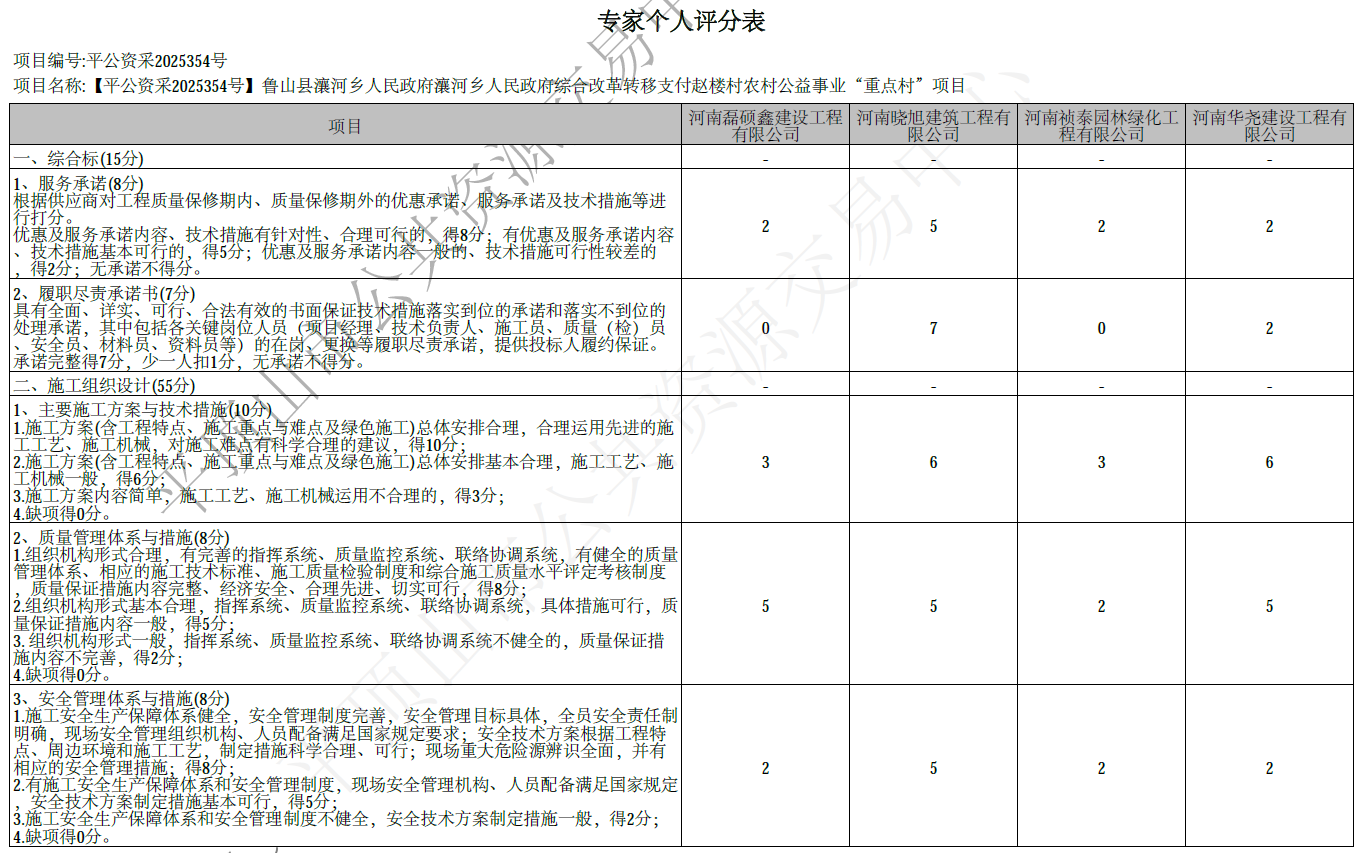 专家个人评分表
项目编号:平公资采2025354号
项目名称:【平公资采2025354号】鲁山县瀼河乡人民政府瀼河乡人民政府综合改革转移支付赵楼村农村公益事业“重点村”项目
项目
河南磊硕鑫建设工程
有限公司
河南晓旭建筑工程有
限公司
河南祯泰园林绿化工
程有限公司
河南华尧建设工程有
限公司
一、综合标(15分)
- - - -
1、服务承诺(8分)
根据供应商对工程质量保修期内、质量保修期外的优惠承诺、服务承诺及技术措施等进
行打分。
优惠及服务承诺内容、技术措施有针对性、合理可行的，得8分；有优惠及服务承诺内容
、技术措施基本可行的，得5分；优惠及服务承诺内容一般的、技术措施可行性较差的
，得2分；无承诺不得分。
2 5 2 2
2、履职尽责承诺书(7分)
具有全面、详实、可行、合法有效的书面保证技术措施落实到位的承诺和落实不到位的
处理承诺，其中包括各关键岗位人员（项目经理、技术负责人、施工员、质量（检）员
、安全员、材料员、资料员等）的在岗、更换等履职尽责承诺，提供投标人履约保证。
承诺完整得7分，少一人扣1分，无承诺不得分。
0 7 0 2
二、施工组织设计(55分)
- - - -
1、主要施工方案与技术措施(10分)
1.施工方案(含工程特点、施工重点与难点及绿色施工)总体安排合理，合理运用先进的施
工工艺、施工机械，对施工难点有科学合理的建议，得10分；
2.施工方案(含工程特点、施工重点与难点及绿色施工)总体安排基本合理，施工工艺、施
工机械一般，得6分；
3.施工方案内容简单，施工工艺、施工机械运用不合理的，得3分；
4.缺项得0分。
3 6 3 6
2、质量管理体系与措施(8分)
1.组织机构形式合理，有完善的指挥系统、质量监控系统、联络协调系统，有健全的质量
管理体系、相应的施工技术标准、施工质量检验制度和综合施工质量水平评定考核制度
，质量保证措施内容完整、经济安全、合理先进、切实可行，得8分；
2.组织机构形式基本合理，指挥系统、质量监控系统、联络协调系统，具体措施可行，质
量保证措施内容一般，得5分；
3. 组织机构形式一般，指挥系统、质量监控系统、联络协调系统不健全的，质量保证措
施内容不完善，得2分；
4.缺项得0分。
5 5 2 5
3、安全管理体系与措施(8分)
1.施工安全生产保障体系健全，安全管理制度完善，安全管理目标具体，全员安全责任制
明确，现场安全管理组织机构、人员配备满足国家规定要求；安全技术方案根据工程特
点、周边环境和施工工艺，制定措施科学合理、可行；现场重大危险源辨识全面，并有
相应的安全管理措施；得8分；
2.有施工安全生产保障体系和安全管理制度，现场安全管理机构、人员配备满足国家规定
，安全技术方案制定措施基本可行，得5分；
3.施工安全生产保障体系和安全管理制度不健全，安全技术方案制定措施一般，得2分；
4.缺项得0分。
2 5 2 2
平顶山市公共资源交易中心
平顶山市公共资源交易中心